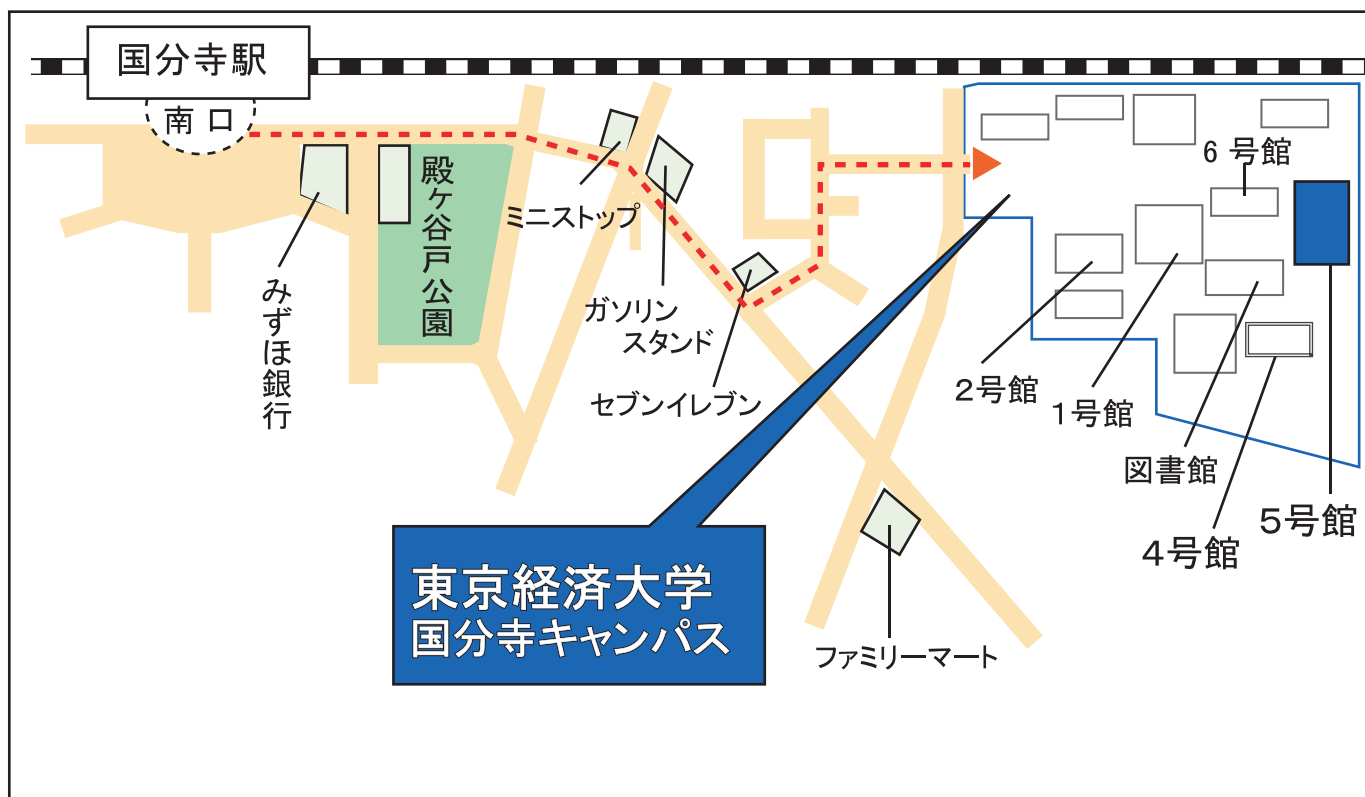 国分寺駅
南口
みずほ銀行
殿ヶ谷戸公園
ミニストップ
ガソリン
スタンド
セブンイレブン
ファミリーマート
東京経済大学
国分寺キャンパス
6号館
2号館
1号館
図書館
4号館
5号館